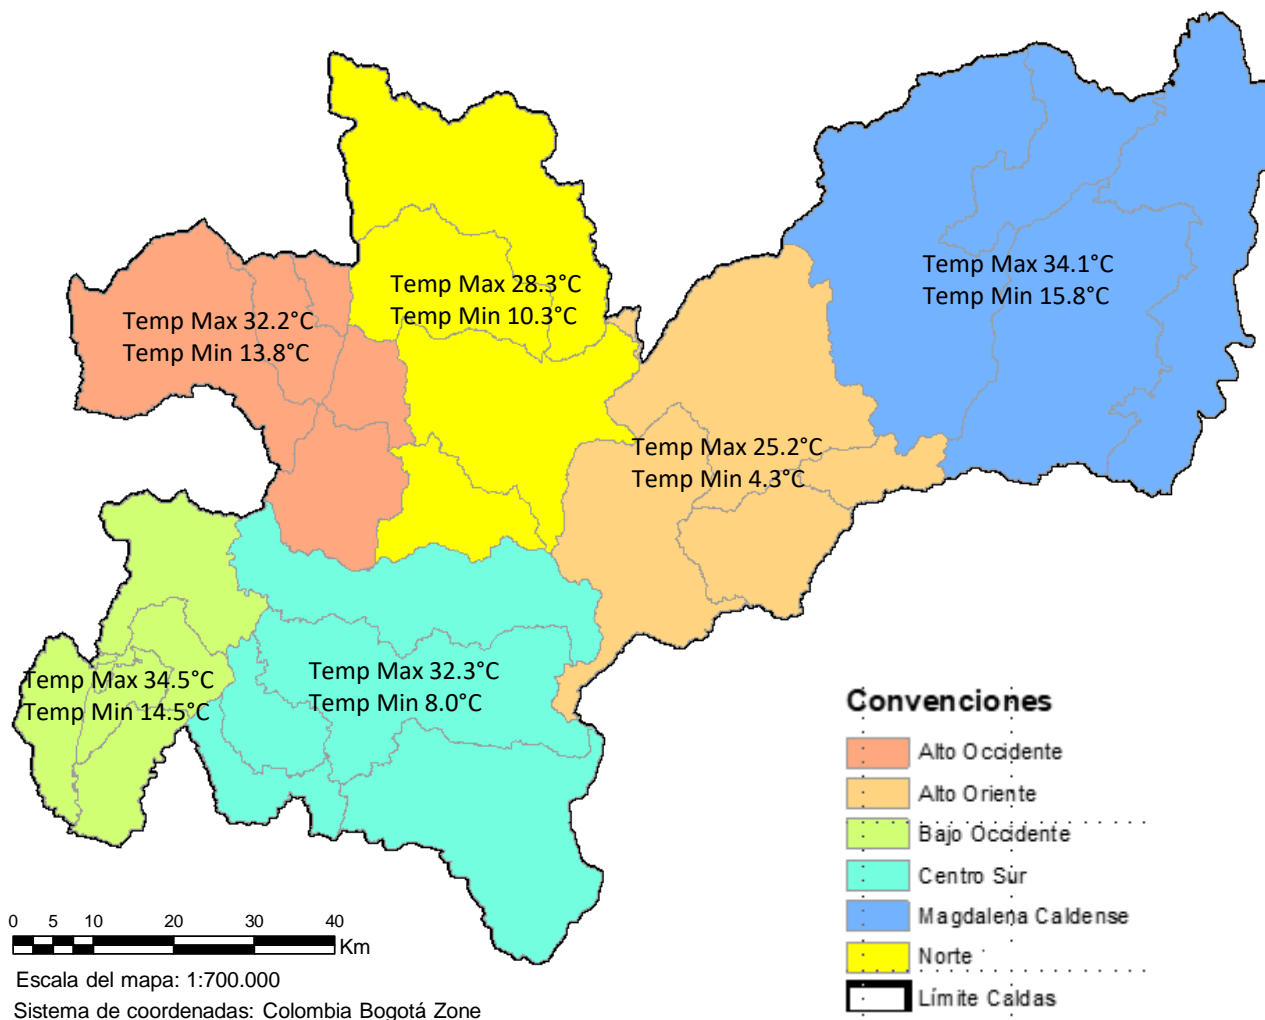 Temp Max 28.3°C
Temp Min 10.3°C
Temp Max 34.1°C
Temp Min 15.8°C
Temp Max 32.2°C
Temp Min 13.8°C
Temp Max 25.2°C
Temp Min 4.3°C
Temp Max 34.5°C
Temp Min 14.5°C
Temp Max 32.3°C
Temp Min 8.0°C
Convenciones
Alto Occidente
Alto Oriente
Bajo Occidente
Centro Sur
Magdalena Caldense
Norte
Límite Caldas
0 5 10 20 30 40
Km
Escala del mapa: 1:700.000
Sistema de coordenadas: Colombia Bogotá Zone